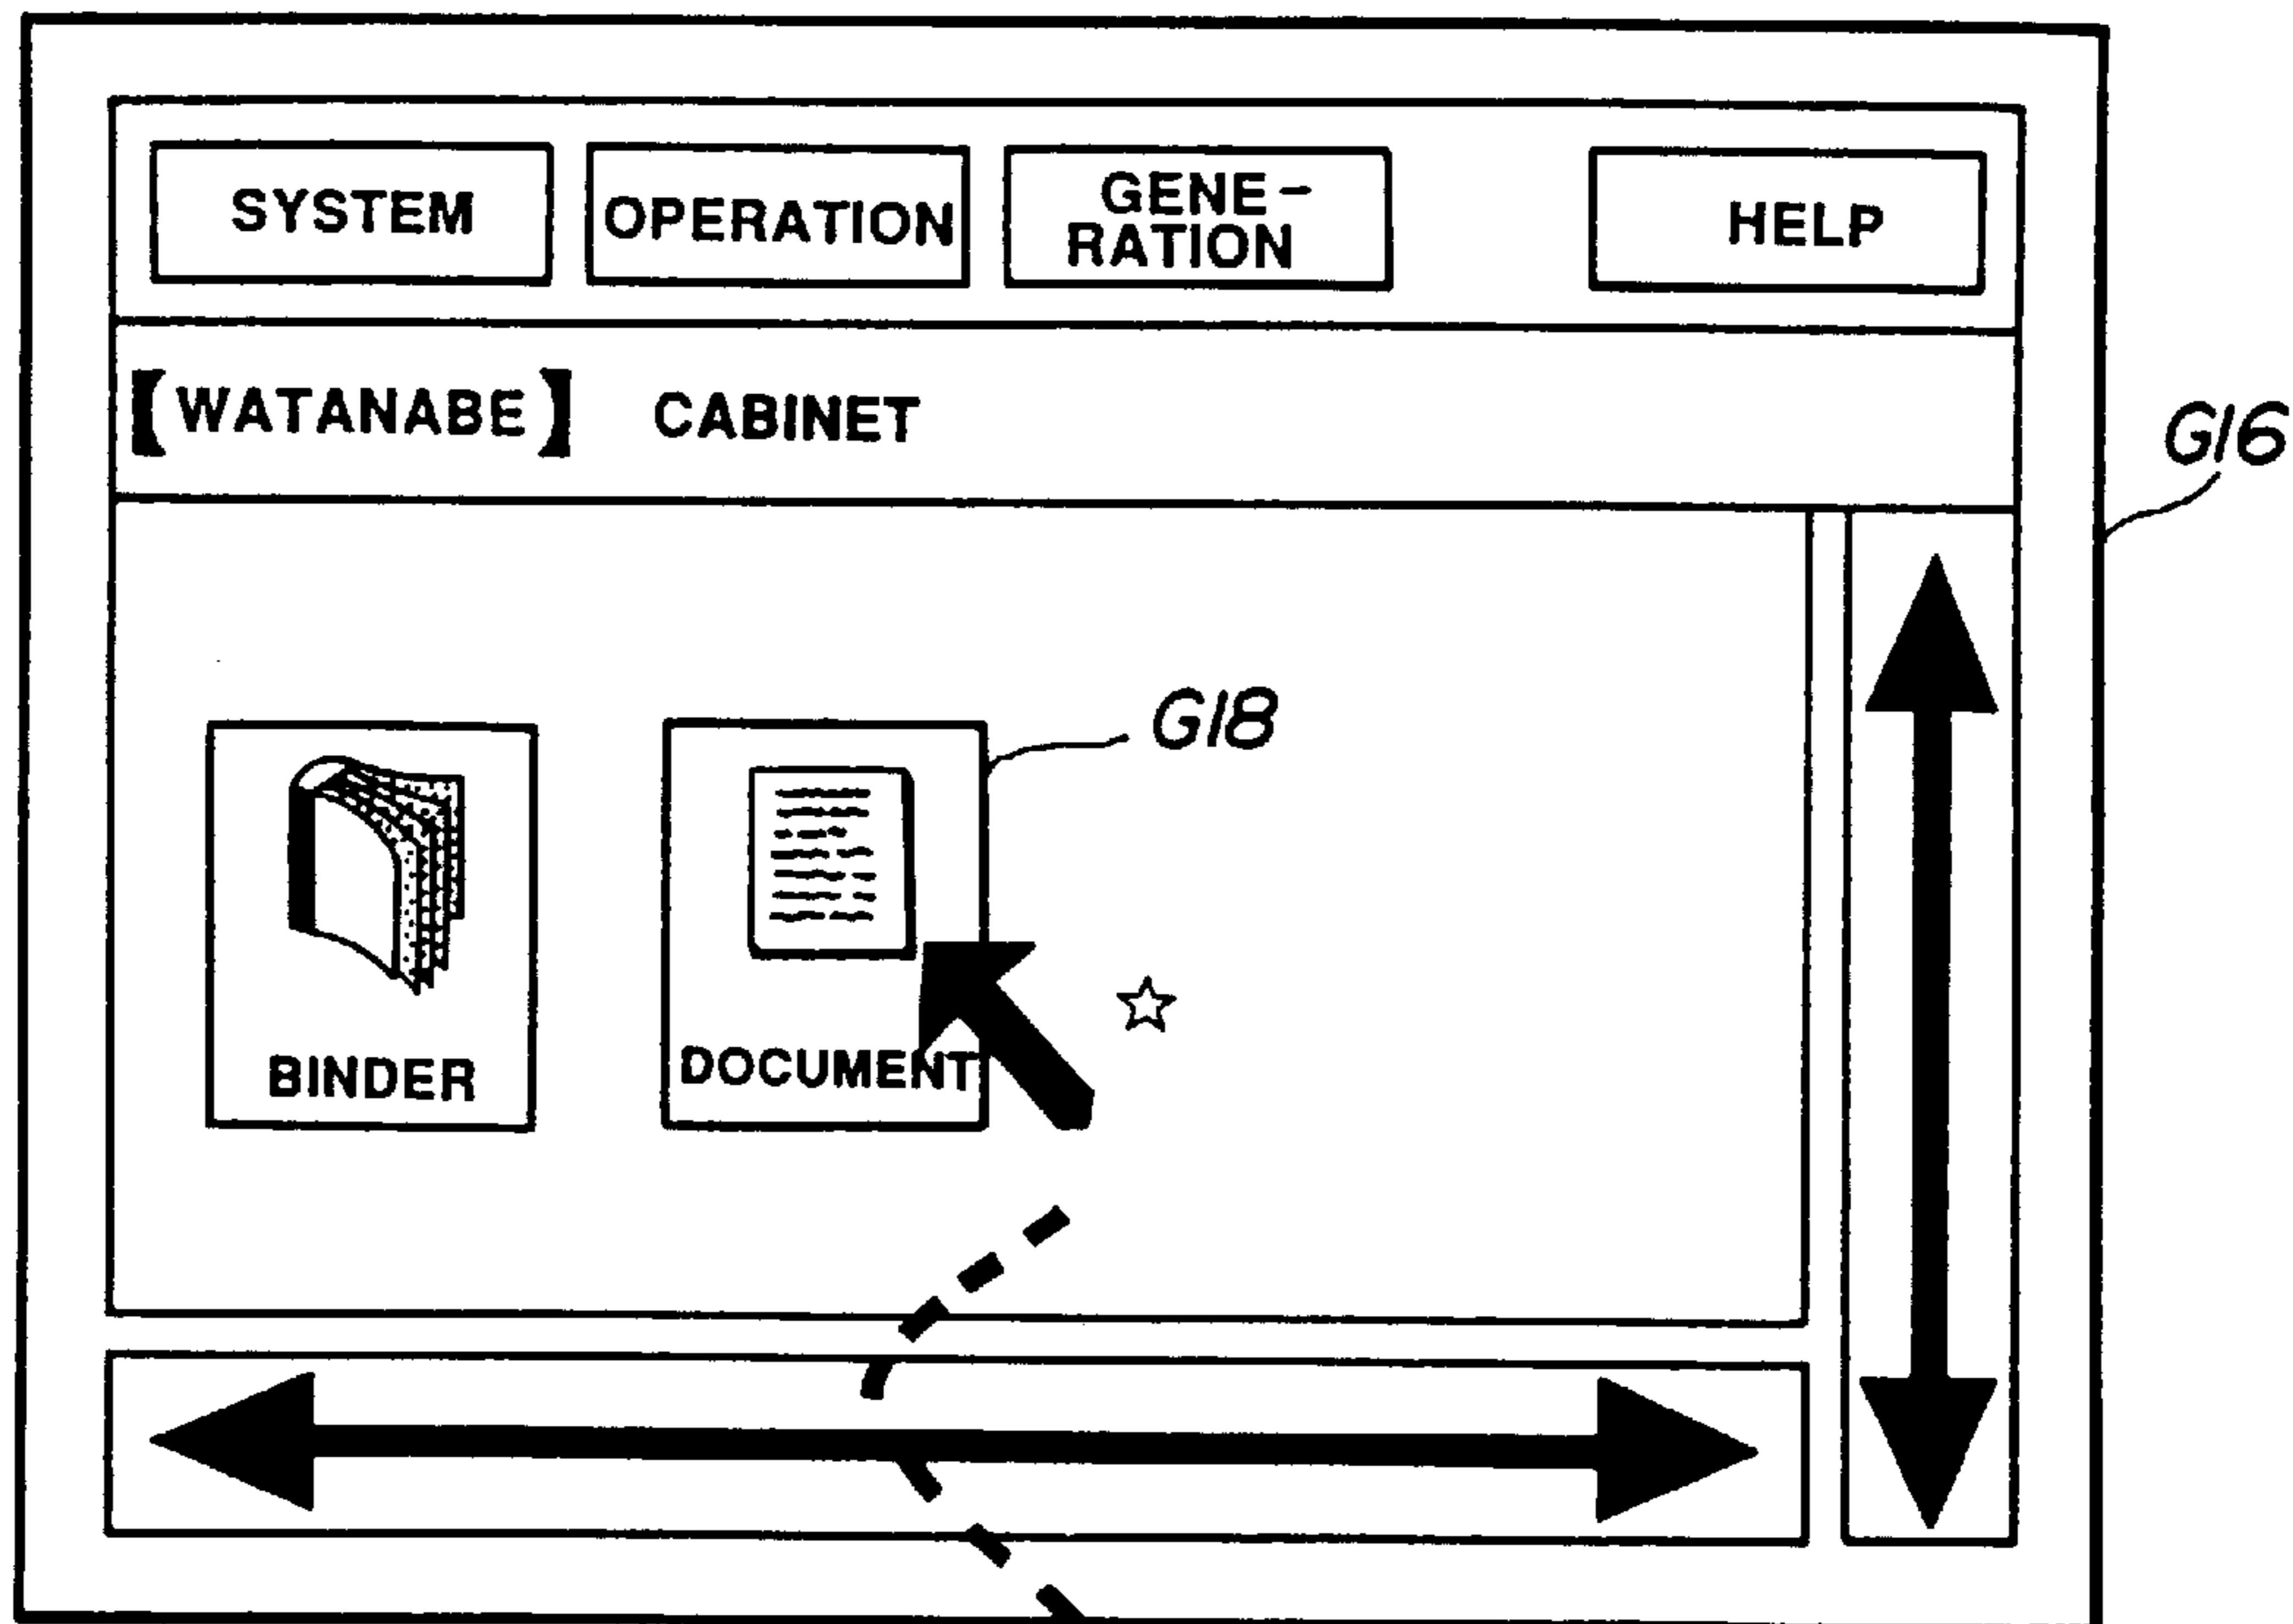 SYSTEM
OPERATION
GENE-
RATION
HELP
【WATANABE】 CABINET
G16
G18
BINDER
DOCUMENT